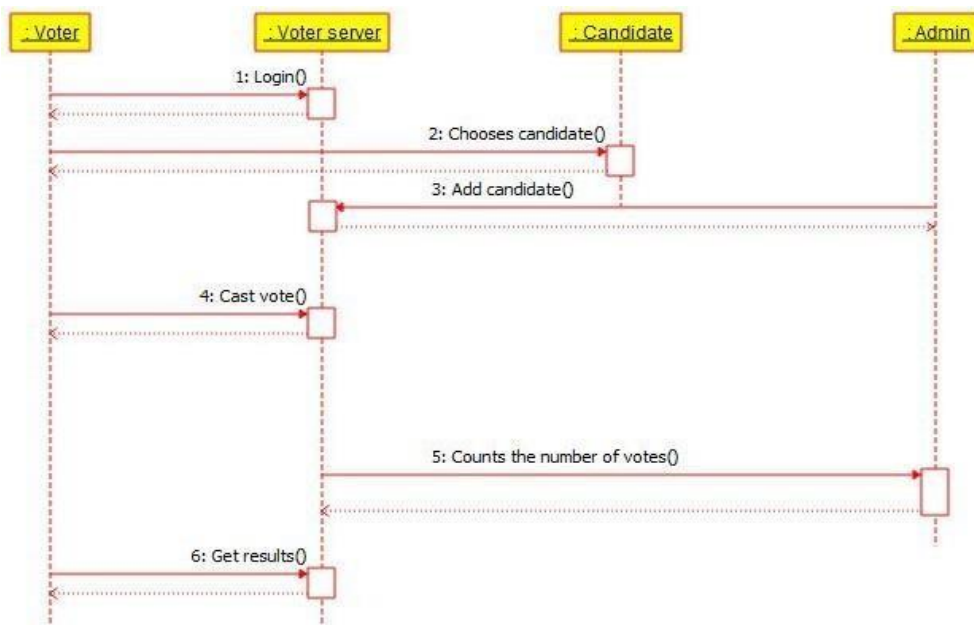 : Voter
: Voter server
: Candidate
: Admin
1: Login()
2: Chooses candidate()
3: Add candidate()
4: Cast vote()
5: Counts the number of votes()
6: Get results()